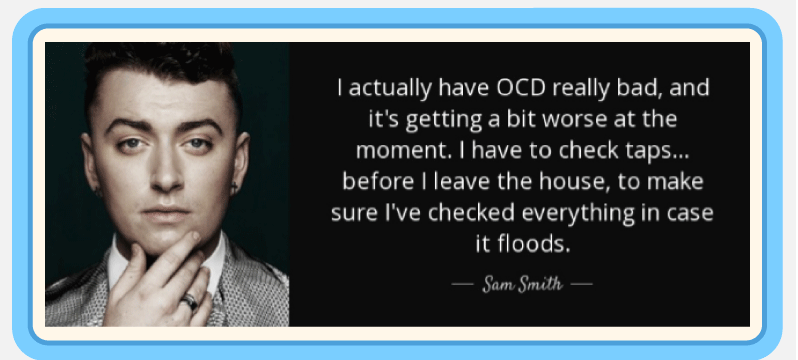 I actually have OCD really bad, and
it's getting a bit worse at the
moment. I have to check taps...
before I leave the house, to make
sure I've checked everything in case
it floods.
— Sam Smith —